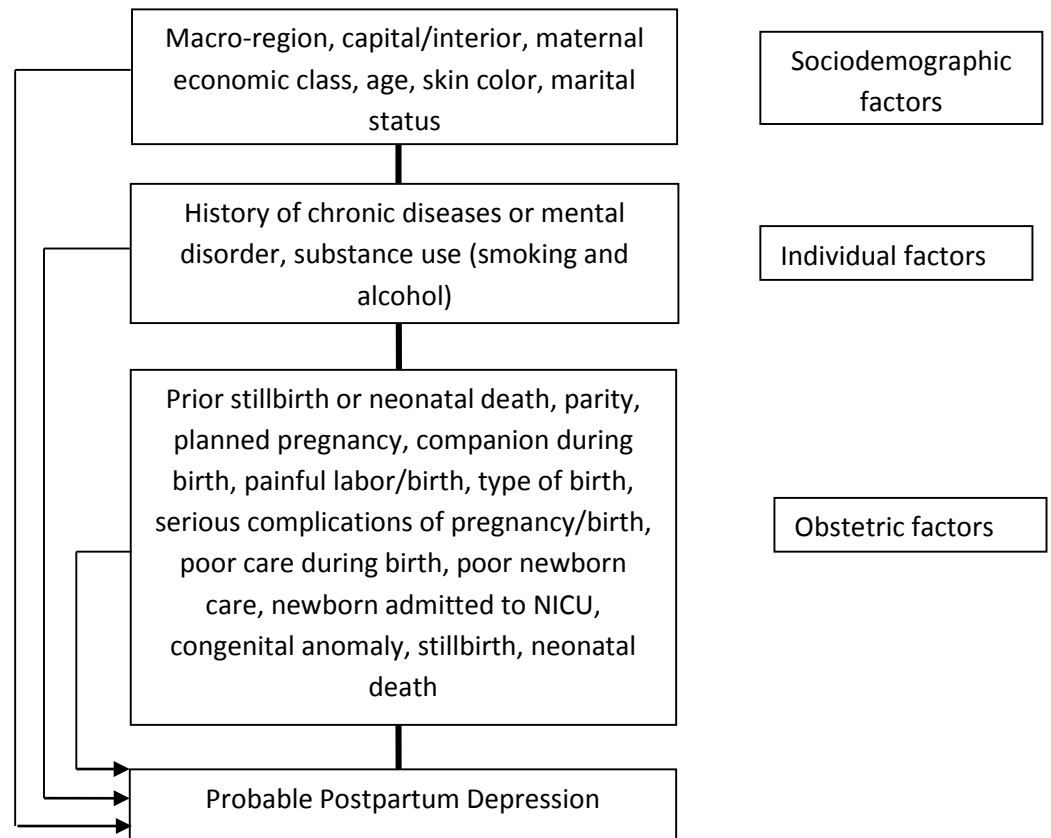 Macro-region, capital/interior, maternal
economic class, age, skin color, marital
status
Sociodemographic
factors
History of chronic diseases or mental
disorder, substance use (smoking and
alcohol)
Individual factors
Prior stillbirth or neonatal death, parity,
planned pregnancy, companion during
birth, painful labor/birth, type of birth,
serious complications of pregnancy/birth,
poor care during birth, poor newborn
care, newborn admitted to NICU,
congenital anomaly, stillbirth, neonatal
death
Obstetric factors
Probable Postpartum Depression